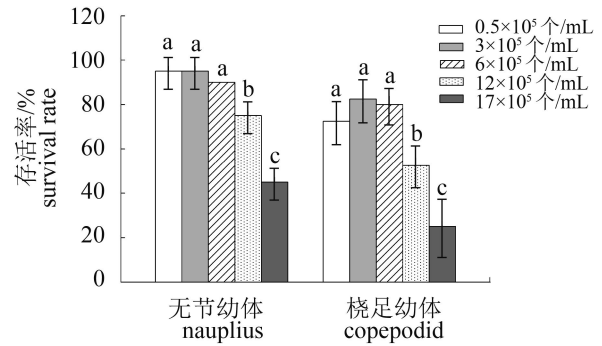 120
100
80
60
40
20
0
存活率/%
survival rate
a
a
a
b
c
a
a
a
b
c
0.5×10⁵ 个/mL
3×10⁵ 个/mL
6×10⁵ 个/mL
12×10⁵ 个/mL
17×10⁵ 个/mL
无节幼体
nauplius
桡足幼体
copepodid